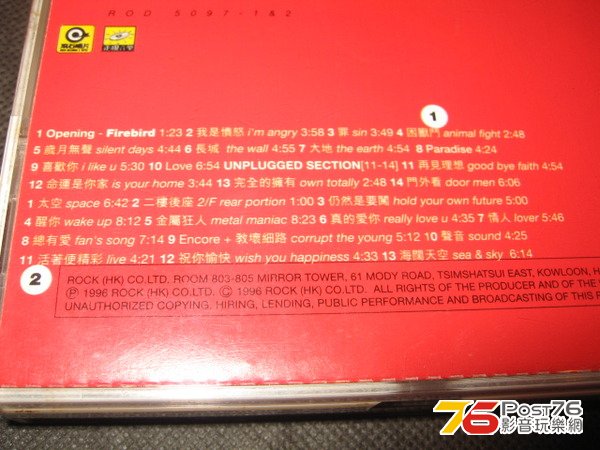 ROD 5097-1&2
滾石唱片
正版音樂
1
1 Opening - Firebird 1:23 2 我是憤怒 i'm angry 3:58 3 罪 sin 3:49 4 困獸鬥 animal fight 2:48
5 歲月無聲 silent days 4:44 6 長城 the wall 4:55 7 大地 the earth 5:54 8 Paradise 4:24
9 喜歡你 i like u 5:30 10 Love 6:54 UNPLUGGED SECTION[11-14] 11 再見理想 good bye faith 4:54
12 命運是你家 is your home 3:44 13 完全的擁有 own totally 2:48 14 門外看 door men 6:06
1 太空 space 6:42 2 二樓後座 2/F rear portion 1:00 3 仍然是要闖 hold your own future 5:00
4 醒你 wake up 8:12 5 金屬狂人 metal maniac 8:23 6 真的愛你 really love u 4:35 7 情人 lover 5:46
8 總有愛 fan's song 7:14 9 Encore + 教壞細路 corrupt the young 5:12 10 聲音 sound 4:25
11 活著便精彩 live 4:21 12 祝你愉快 wish you happiness 4:33 13 海闊天空 sea & sky 6:14
2
ROCK (HK) CO.LTD. ROOM 803-805 MIRROR TOWER, 61 MODY ROAD, TSIMSHATSUI EAST, KOWLOON, H
Ⓟ 1996 ROCK (HK) CO.LTD. Ⓒ 1996 ROCK (HK) CO.LTD. ALL RIGHTS OF THE PRODUCER AND OF THE
UNAUTHORIZED COPYING, HIRING, LENDING, PUBLIC PERFORMANCE AND BROADCASTING OF THIS
76 Post76
影音玩樂網